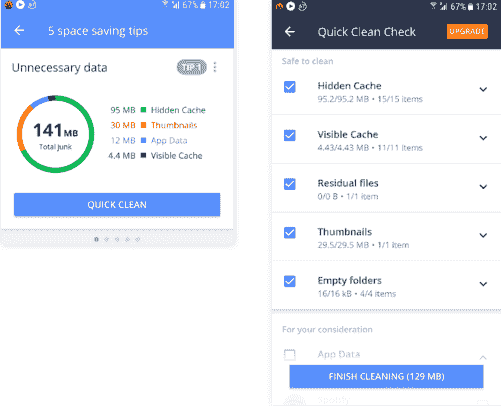 67% 17:02
5 space saving tips
Unnecessary data
TIP 1
141 MB
Total junk
95 MB Hidden Cache
30 MB Thumbnails
12 MB App Data
4.4 MB Visible Cache
QUICK CLEAN
67% 17:02
Quick Clean Check
UPGRADE
Safe to clean
Hidden Cache
95.2/95.2 MB • 15/15 items
Visible Cache
4.43/4.43 MB • 11/11 items
Residual files
0/0 B • 1/1 item
Thumbnails
29.5/29.5 MB • 1/1 item
Empty folders
16/16 kB • 4/4 items
For your consideration
App Data
FINISH CLEANING (129 MB)
Spotify